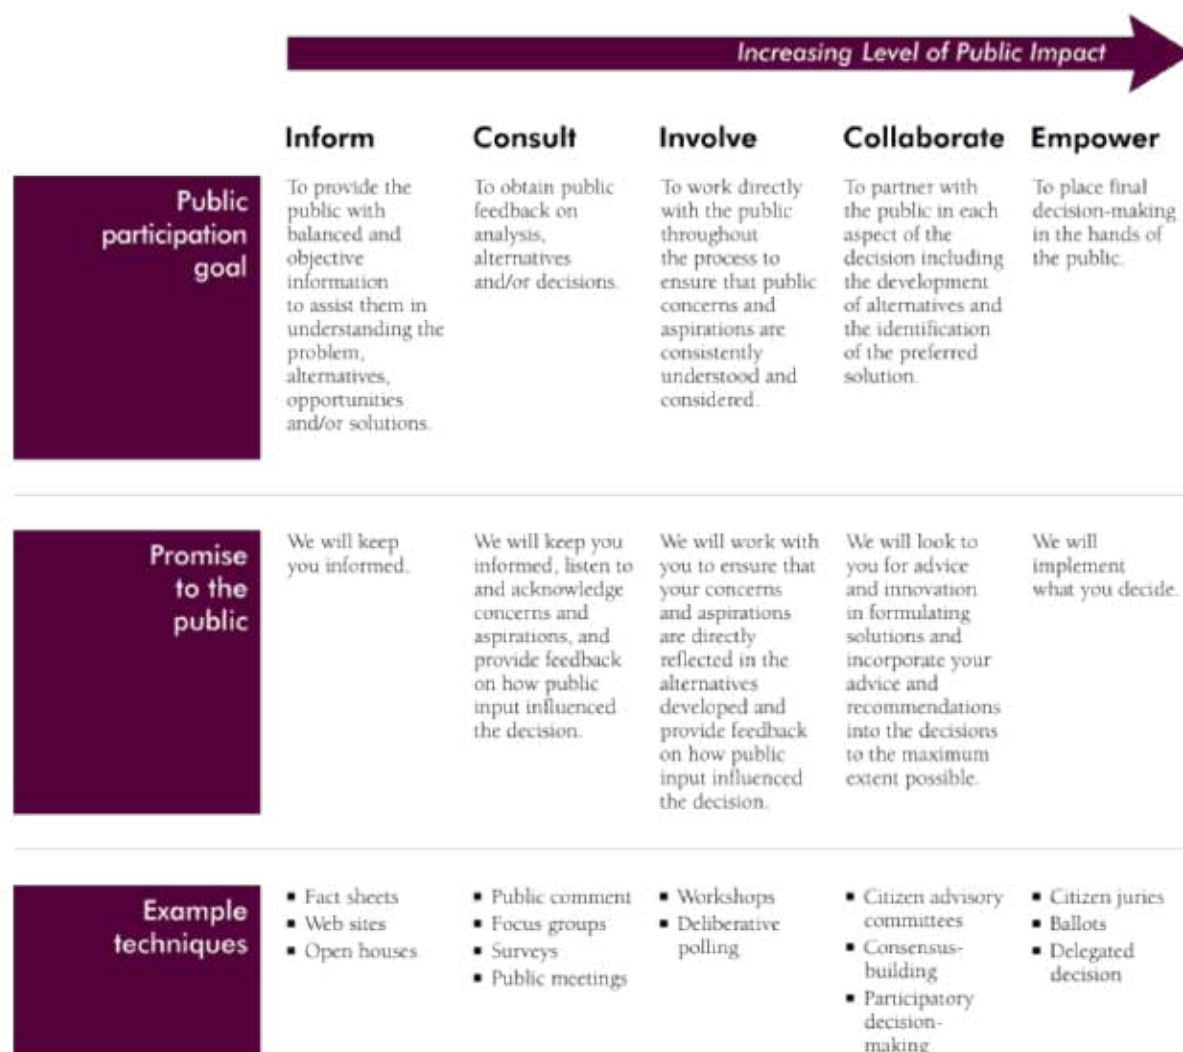 Increasing Level of Public Impact
Inform
Consult
Involve
Collaborate
Empower
Public
participation
goal
To provide the
public with
balanced and
objective
information
to assist them in
understanding the
problem,
alternatives,
opportunities
and/or solutions.
To obtain public
feedback on
analysis,
alternatives
and/or decisions.
To work directly
with the public
throughout
the process to
ensure that public
concerns and
aspirations are
consistently
understood and
considered.
To partner with
the public in each
aspect of the
decision including
the development
of alternatives and
the identification
of the preferred
solution.
To place final
decision-making
in the hands of
the public.
Promise
to the
public
We will keep
you informed.
We will keep you
informed, listen to
and acknowledge
concerns and
aspirations, and
provide feedback
on how public
input influenced
the decision.
We will work with
you to ensure that
your concerns
and aspirations
are directly
reflected in the
alternatives
developed and
provide feedback
on how public
input influenced
the decision.
We will look to
you for advice
and innovation
in formulating
solutions and
incorporate your
advice and
recommendations
into the decisions
to the maximum
extent possible.
We will
implement
what you decide.
Example
techniques
▪ Fact sheets
▪ Web sites
▪ Open houses
▪ Public comment
▪ Focus groups
▪ Surveys
▪ Public meetings
▪ Workshops
▪ Deliberative
polling
▪ Citizen advisory
committees
▪ Consensus-
building
▪ Participatory
decision-
making
▪ Citizen juries
▪ Ballots
▪ Delegated
decision